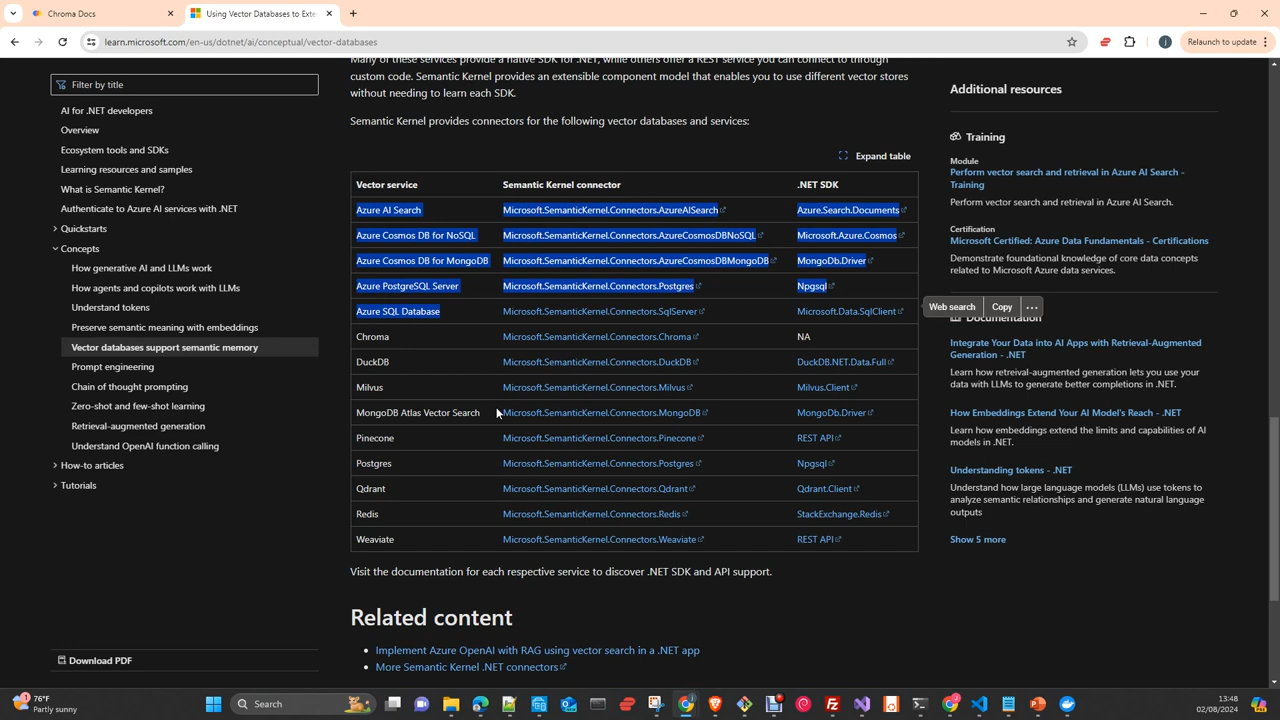 Chroma Docs
Using Vector Databases to Exte
learn.microsoft.com/en-us/dotnet/ai/conceptual/vector-databases
i
Relaunch to update
Filter by title
AI for .NET developers
Overview
Ecosystem tools and SDKs
Learning resources and samples
What is Semantic Kernel?
Authenticate to Azure AI services with .NET
Quickstarts
Concepts
How generative AI and LLMs work
How agents and copilots work with LLMs
Understand tokens
Preserve semantic meaning with embeddings
Vector databases support semantic memory
Prompt engineering
Chain of thought prompting
Zero-shot and few-shot learning
Retrieval-augmented generation
Understand OpenAI function calling
How-to articles
Tutorials
Download PDF
Many of these services provide a native SDK for .NET, while others offer a REST service you can connect to through
custom code. Semantic Kernel provides an extensible component model that enables you to use different vector stores
without needing to learn each SDK.
Semantic Kernel provides connectors for the following vector databases and services:
Expand table
Vector service Semantic Kernel connector .NET SDK
Azure AI Search Microsoft.SemanticKernel.Connectors.AzureAISearch Azure.Search.Documents
Azure Cosmos DB for NoSQL Microsoft.SemanticKernel.Connectors.AzureCosmosDBNoSQL Microsoft.Azure.Cosmos
Azure Cosmos DB for MongoDB Microsoft.SemanticKernel.Connectors.AzureCosmosDBMongoDB MongoDb.Driver
Azure PostgreSQL Server Microsoft.SemanticKernel.Connectors.Postgres Npgsql
Azure SQL Database Microsoft.SemanticKernel.Connectors.SqlServer Microsoft.Data.SqlClient
Chroma Microsoft.SemanticKernel.Connectors.Chroma NA
DuckDB Microsoft.SemanticKernel.Connectors.DuckDB DuckDB.NET.Data.Full
Milvus Microsoft.SemanticKernel.Connectors.Milvus Milvus.Client
MongoDB Atlas Vector Search Microsoft.SemanticKernel.Connectors.MongoDB MongoDb.Driver
Pinecone Microsoft.SemanticKernel.Connectors.Pinecone REST API
Postgres Microsoft.SemanticKernel.Connectors.Postgres Npgsql
Qdrant Microsoft.SemanticKernel.Connectors.Qdrant Qdrant.Client
Redis Microsoft.SemanticKernel.Connectors.Redis StackExchange.Redis
Weaviate Microsoft.SemanticKernel.Connectors.Weaviate REST API
Visit the documentation for each respective service to discover .NET SDK and API support.
Related content
Implement Azure OpenAI with RAG using vector search in a .NET app
More Semantic Kernel .NET connectors
Additional resources
Training
Module
Perform vector search and retrieval in Azure AI Search -
Training
Perform vector search and retrieval in Azure AI Search.
Certification
Microsoft Certified: Azure Data Fundamentals - Certifications
Demonstrate foundational knowledge of core data concepts
related to Microsoft Azure data services.
Web search Copy
Documentation
Integrate Your Data into AI Apps with Retrieval-Augmented
Generation - .NET
Learn how retreival-augmented generation lets you use your
data with LLMs to generate better completions in .NET.
How Embeddings Extend Your AI Model's Reach - .NET
Learn how embeddings extend the limits and capabilities of AI
models in .NET.
Understanding tokens - .NET
Understand how large language models (LLMs) use tokens to
analyze semantic relationships and generate natural language
outputs
Show 5 more
76°F
Partly sunny
Search
13:48
02/08/2024